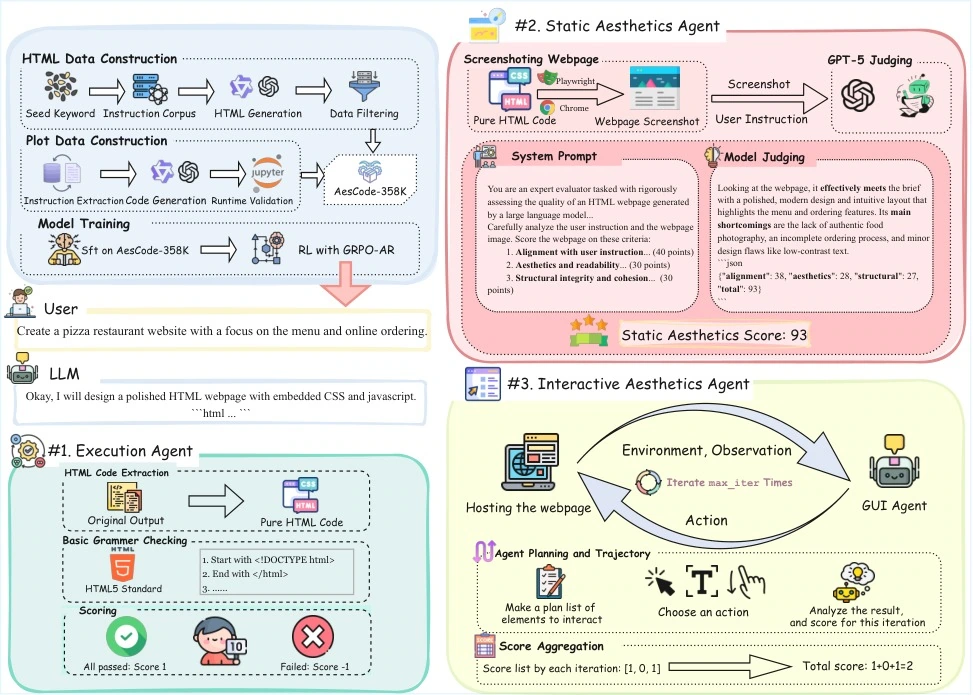 HTML Data Construction
Seed Keyword
Instruction Corpus
HTML Generation
Data Filtering
Plot Data Construction
jupyter
AesCode-358K
Instruction Extraction
Code Generation
Runtime Validation
Model Training
Sft on AesCode-358K
RL with GRPO-AR
User
Create a pizza restaurant website with a focus on the menu and online ordering.
LLM
Okay, I will design a polished HTML webpage with embedded CSS and javascript.
```html ... ```
#1. Execution Agent
HTML Code Extraction
CSS
HTML
Original Output
Pure HTML Code
Basic Grammer Checking
HTML
5
HTML5 Standard
1. Start with <!DOCTYPE html>
2. End with </html>
3. ......
Scoring
10
All passed: Score 1
Failed: Score -1
#2. Static Aesthetics Agent
Screenshoting Webpage
CSS
HTML
Playwright
Chrome
Pure HTML Code
Webpage Screenshot
Screenshot
User Instruction
GPT-5 Judging
System Prompt
You are an expert evaluator tasked with rigorously
assessing the quality of an HTML webpage generated
by a large language model...
Carefully analyze the user instruction and the webpage
image. Score the webpage on these criteria:
1. Alignment with user instruction... (40 points)
2. Aesthetics and readability... (30 points)
3. Structural integrity and cohesion... (30
points)
Model Judging
Looking at the webpage, it effectively meets the brief
with a polished, modern design and intuitive layout that
highlights the menu and ordering features. Its main
shortcomings are the lack of authentic food
photography, an incomplete ordering process, and minor
design flaws like low-contrast text.
```json
{"alignment": 38, "aesthetics": 28, "structural": 27,
"total": 93}
```
Static Aesthetics Score: 93
#3. Interactive Aesthetics Agent
Environment, Observation
Iterate max_iter Times
Action
Hosting the webpage
GUI Agent
Agent Planning and Trajectory
T
Make a plan list of
elements to interact
Choose an action
Analyze the result,
and score for this iteration
SCORE
Score Aggregation
Score list by each iteration: [1, 0, 1]
Total score: 1+0+1=2